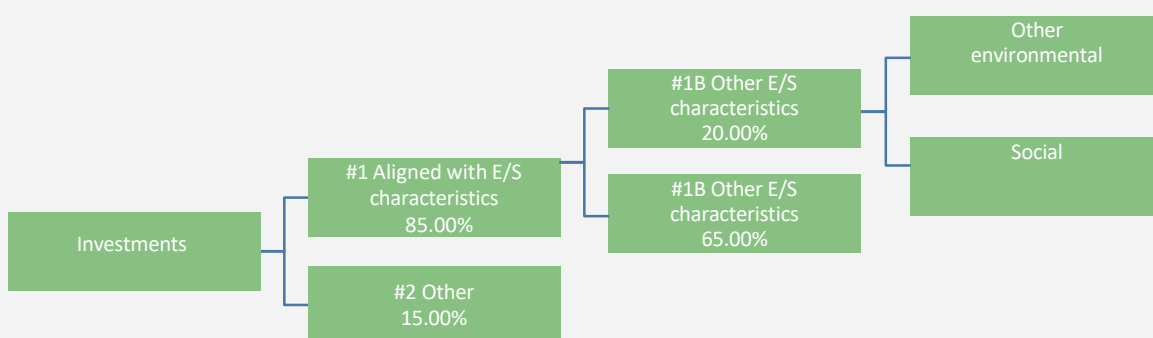 Investments
#1 Aligned with E/S
characteristics
85.00%
#2 Other
15.00%
#1B Other E/S
characteristics
20.00%
#1B Other E/S
characteristics
65.00%
Other
environmental
Social